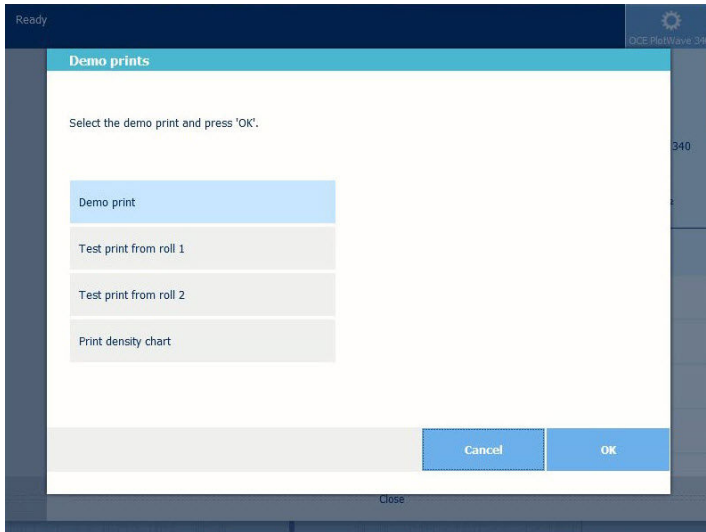 Ready
OCE PlotWave 34
Demo prints
Select the demo print and press 'OK'.
340
Demo print
Test print from roll 1
Test print from roll 2
Print density chart
Cancel
OK
Close